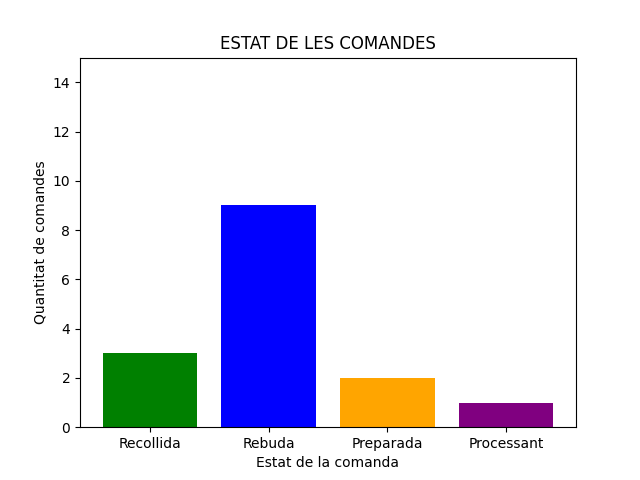 ESTAT DE LES COMANDES
Quantitat de comandes
14
12
10
8
6
4
2
0
Recollida Rebuda Preparada Processant
Estat de la comanda